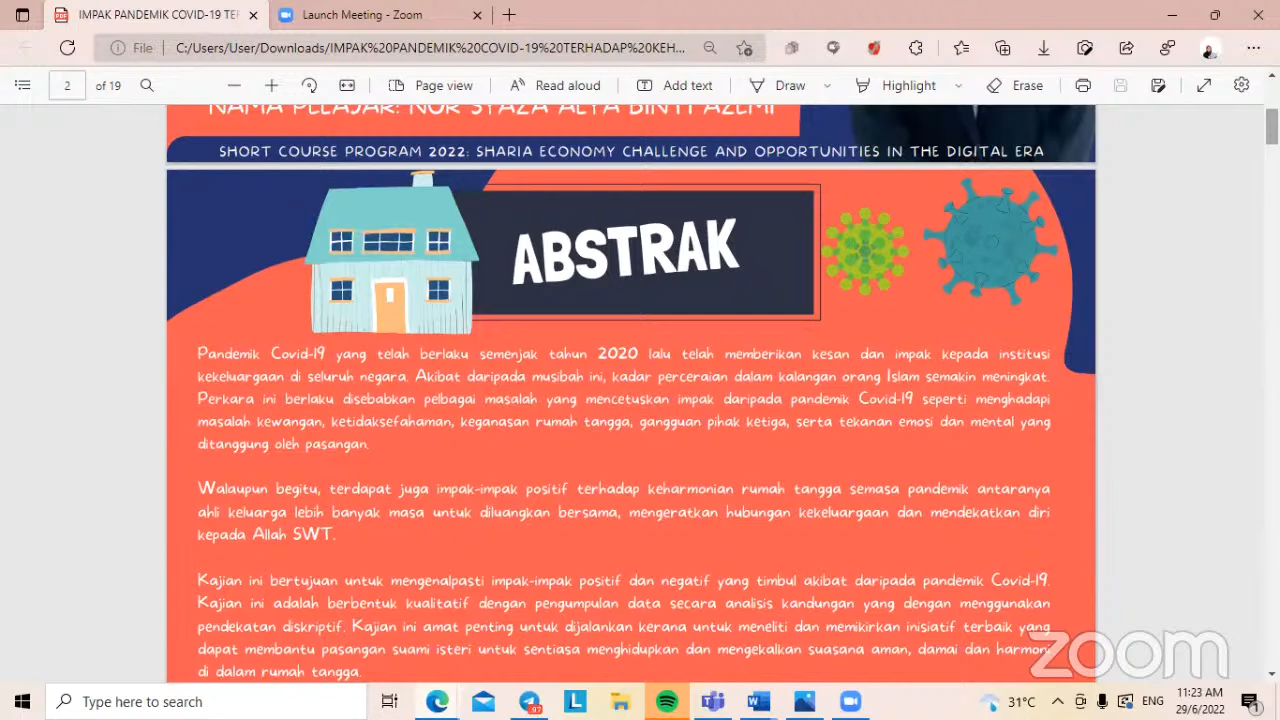 IMPAK PANDEMIK COVID-19 TER
Launch Meeting - Zoom
File
C:/Users/User/Downloads/IMPAK%20PANDEMIK%20COVID-19%20TERHADAP%20KEH...
2 of 19
Page view
Read aloud
Add text
Draw
Highlight
Erase
NAMA PELAJAR: NUR SYAZA ALYA BINTI AZEMI
SHORT COURSE PROGRAM 2022: SHARIA ECONOMY CHALLENGE AND OPPORTUNITIES IN THE DIGITAL ERA
ABSTRAK
Pandemik Covid-19 yang telah berlaku semenjak tahun 2020 lalu telah memberikan kesan dan impak kepada institusi
kekeluargaan di seluruh negara. Akibat daripada musibah ini, kadar perceraian dalam kalangan orang Islam semakin meningkat.
Perkara ini berlaku disebabkan pelbagai masalah yang mencetuskan impak daripada pandemik Covid-19 seperti menghadapi
masalah kewangan, ketidaksefahaman, keganasan rumah tangga, gangguan pihak ketiga, serta tekanan emosi dan mental yang
ditanggung oleh pasangan.
Walaupun begitu, terdapat juga impak-impak positif terhadap keharmonian rumah tangga semasa pandemik antaranya
ahli keluarga lebih banyak masa untuk diluangkan bersama, mengeratkan hubungan kekeluargaan dan mendekatkan diri
kepada Allah SWT.
Kajian ini bertujuan untuk mengenalpasti impak-impak positif dan negatif yang timbul akibat daripada pandemik Covid-19.
Kajian ini adalah berbentuk kualitatif dengan pengumpulan data secara analisis kandungan yang dengan menggunakan
pendekatan diskriptif. Kajian ini amat penting untuk dijalankan kerana untuk meneliti dan memikirkan inisiatif terbaik yang
dapat membantu pasangan suami isteri untuk sentiasa menghidupkan dan mengekalkan suasana aman, damai dan harmoni
di dalam rumah tangga.
zoom
Type here to search
97
31°C
ENG
11:23 AM
29/6/2022
1